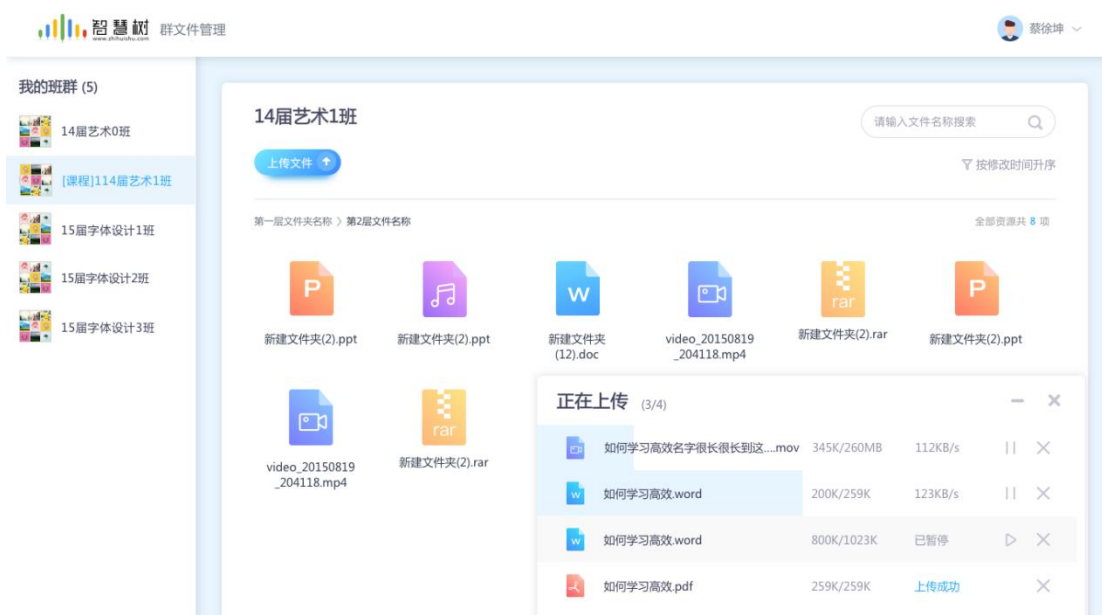 智慧树 群文件管理
www.zhihuishu.com
蔡徐坤
我的班群 (5)
14届艺术0班
[课程]114届艺术1班
15届字体设计1班
15届字体设计2班
15届字体设计3班
14届艺术1班
请输入文件名称搜索
上传文件
按修改时间升序
第一层文件夹名称 〉 第2层文件名称
全部资源共 8 项
P
W
rar
P
新建文件夹(2).ppt
新建文件夹(2).ppt
新建文件夹
(12).doc
video_20150819
_204118.mp4
新建文件夹(2).rar
新建文件夹(2).ppt
rar
video_20150819
_204118.mp4
新建文件夹(2).rar
正在上传 (3/4)
如何学习高效名字很长很长到这....mov 345K/260MB 112KB/s
W 如何学习高效.word 200K/259K 123KB/s
W 如何学习高效.word 800K/1023K 已暂停
如何学习高效.pdf 259K/259K 上传成功